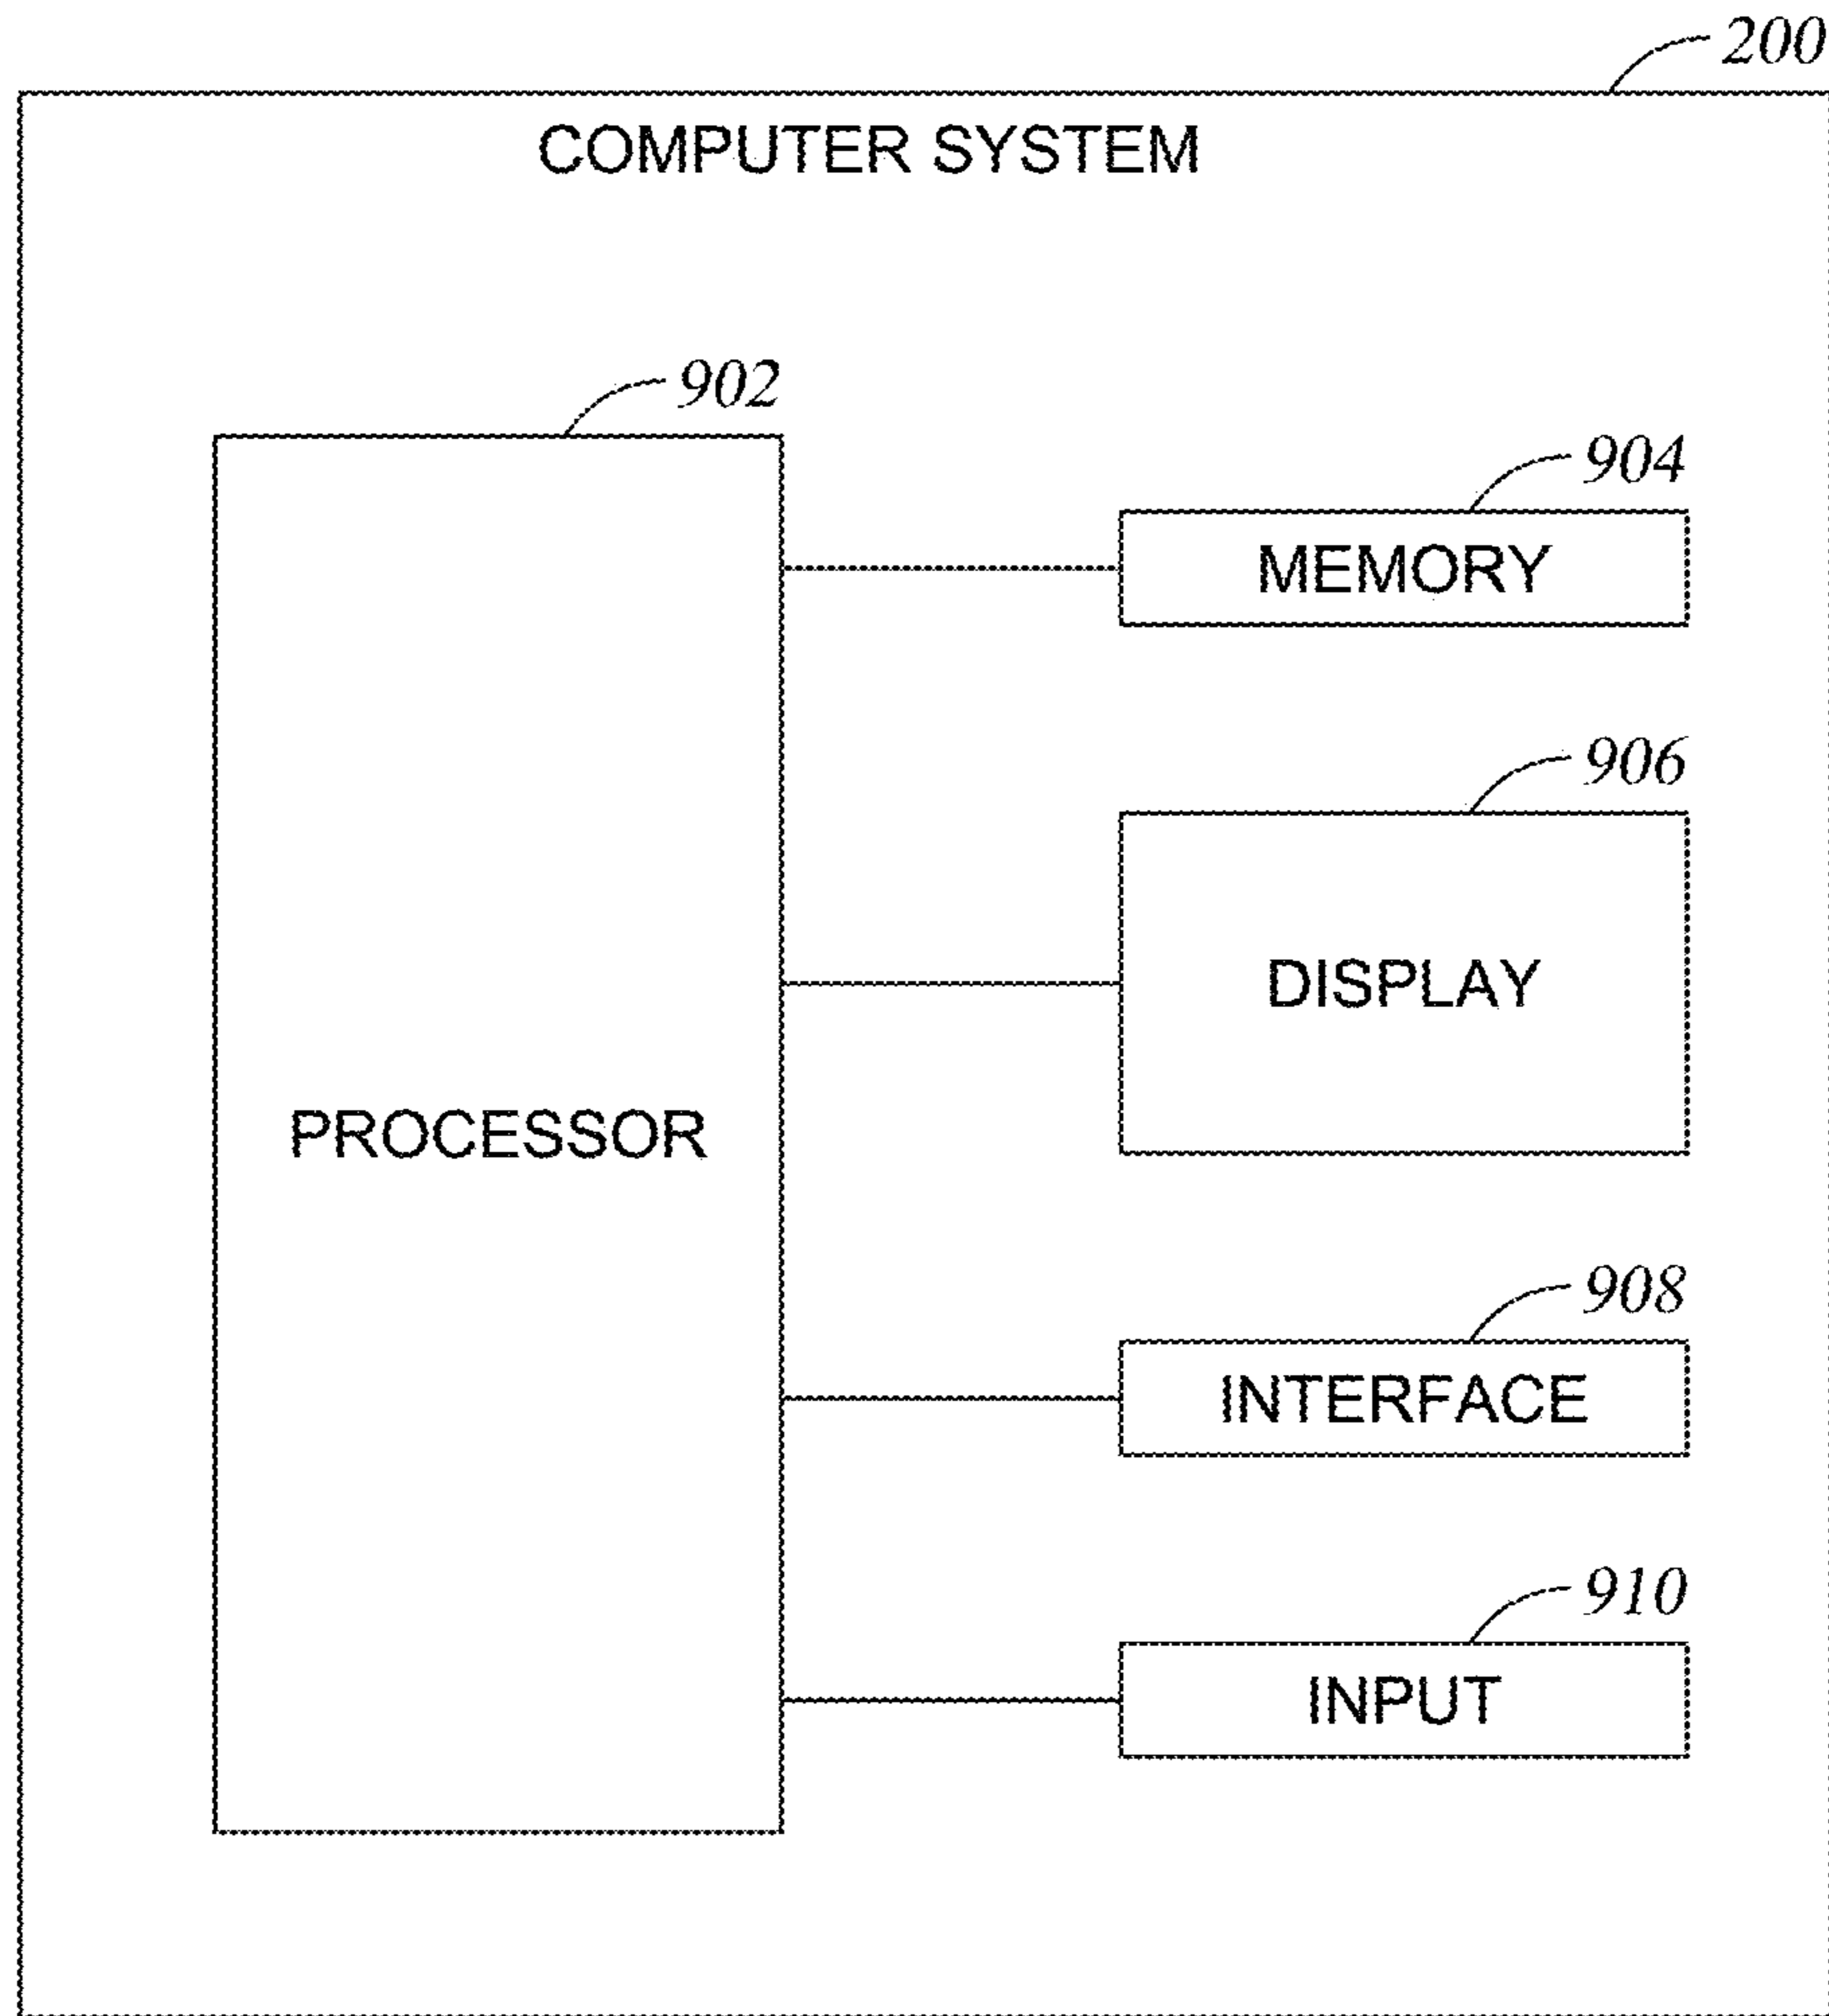 200
COMPUTER SYSTEM
902
904
MEMORY
906
DISPLAY
PROCESSOR
908
INTERFACE
910
INPUT